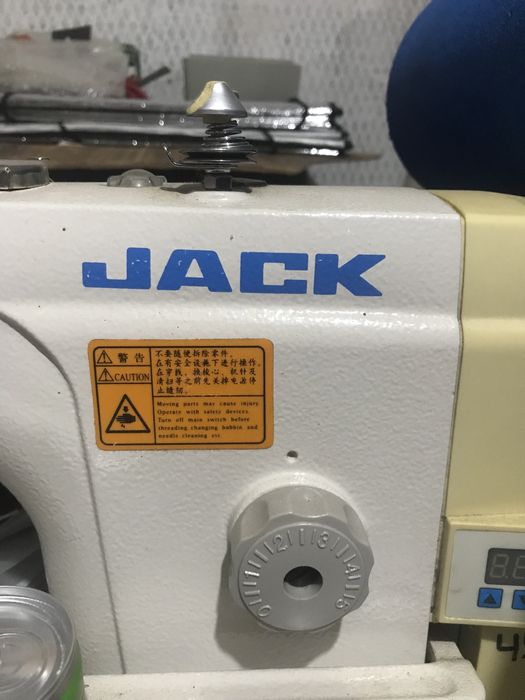 JACK
警告
CAUTION
不要随便拆除零件.
在有安全设施下进行操作.
在穿线、换梭心、机针及
清扫等之前先关掉电源停
止缝纫.
Moving parts may cause injury
Operate with safety devices.
Turn off main switch before
threading changing bobbin and
needle cleaning etc.
0 1 2 3 4 5